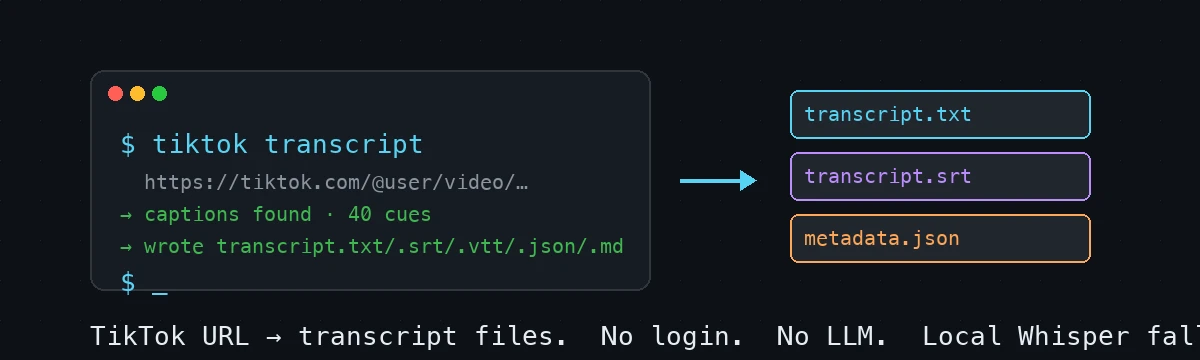 $ tiktok transcript
https://tiktok.com/@user/video/…
→ captions found · 40 cues
→ wrote transcript.txt/.srt/.vtt/.json/.md
$ _
transcript.txt
transcript.srt
metadata.json
TikTok URL → transcript files.  No login.  No LLM.  Local Whisper